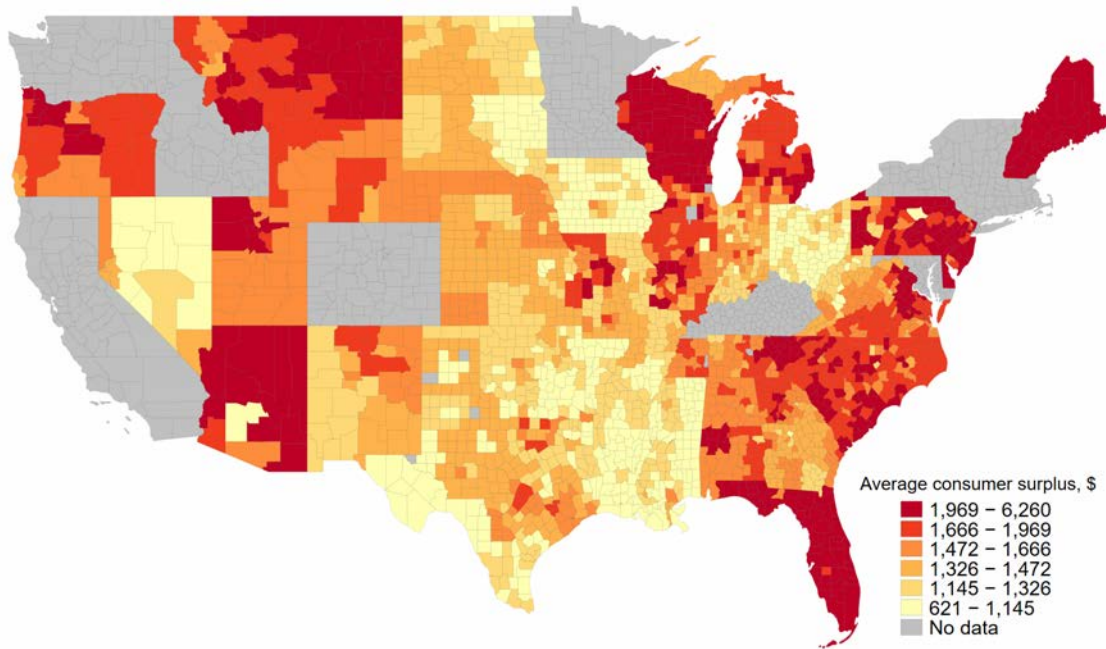 Average consumer surplus, $
1,969 − 6,260
1,666 − 1,969
1,472 − 1,666
1,326 − 1,472
1,145 − 1,326
621 − 1,145
No data